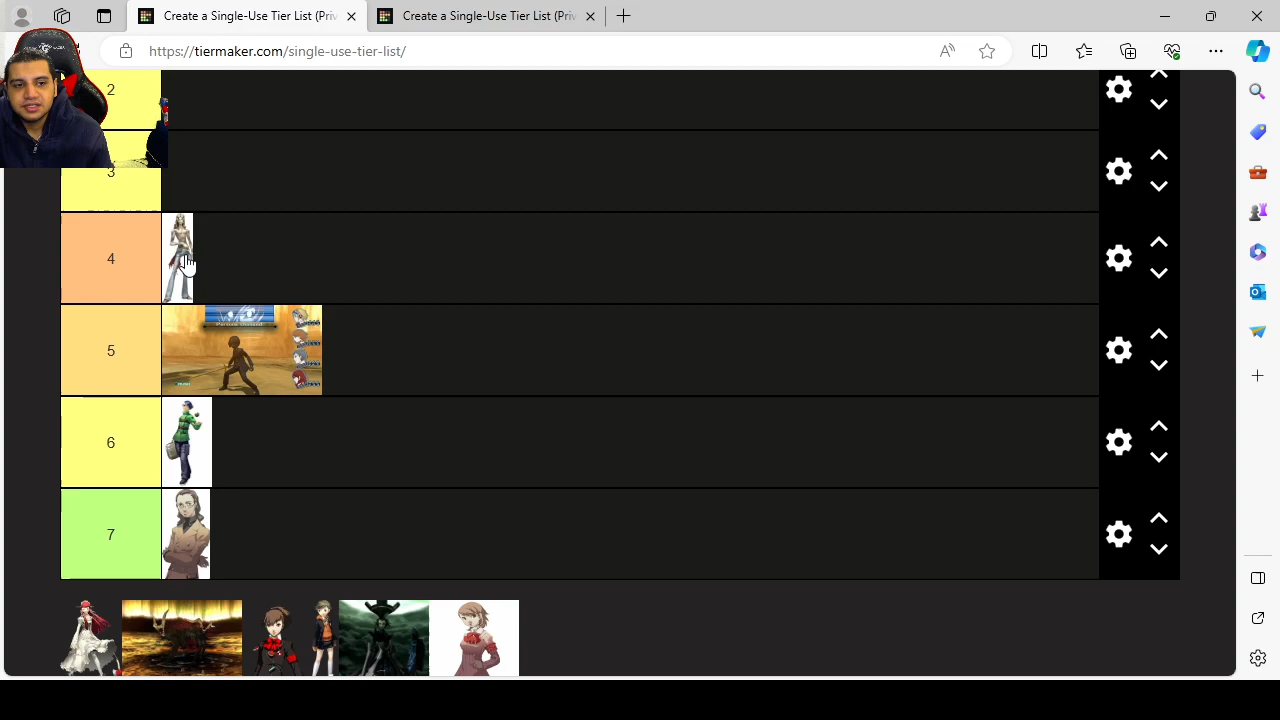 Create a Single-Use Tier List (Priv
Create a Single-Use Tier List (Priv
https://tiermaker.com/single-use-tier-list/
2
3
4
5
6
7